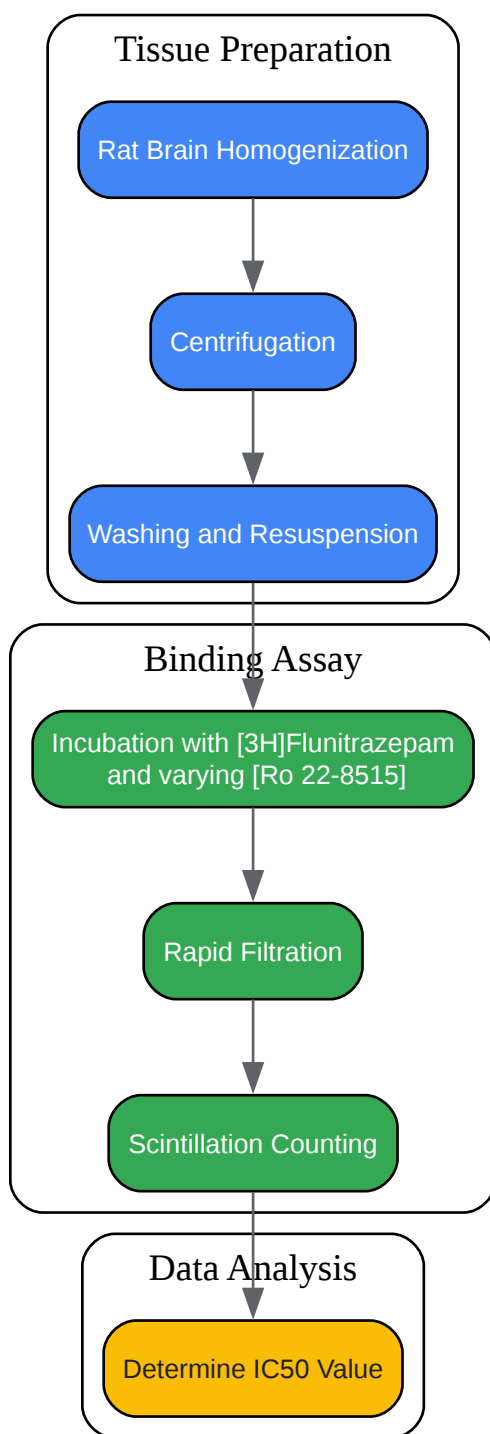 Tissue Preparation
Rat Brain Homogenization
Centrifugation
Washing and Resuspension
Binding Assay
Incubation with [3H]Flunitrazepam
and varying [Ro 22-8515]
Rapid Filtration
Scintillation Counting
Data Analysis
Determine IC50 Value